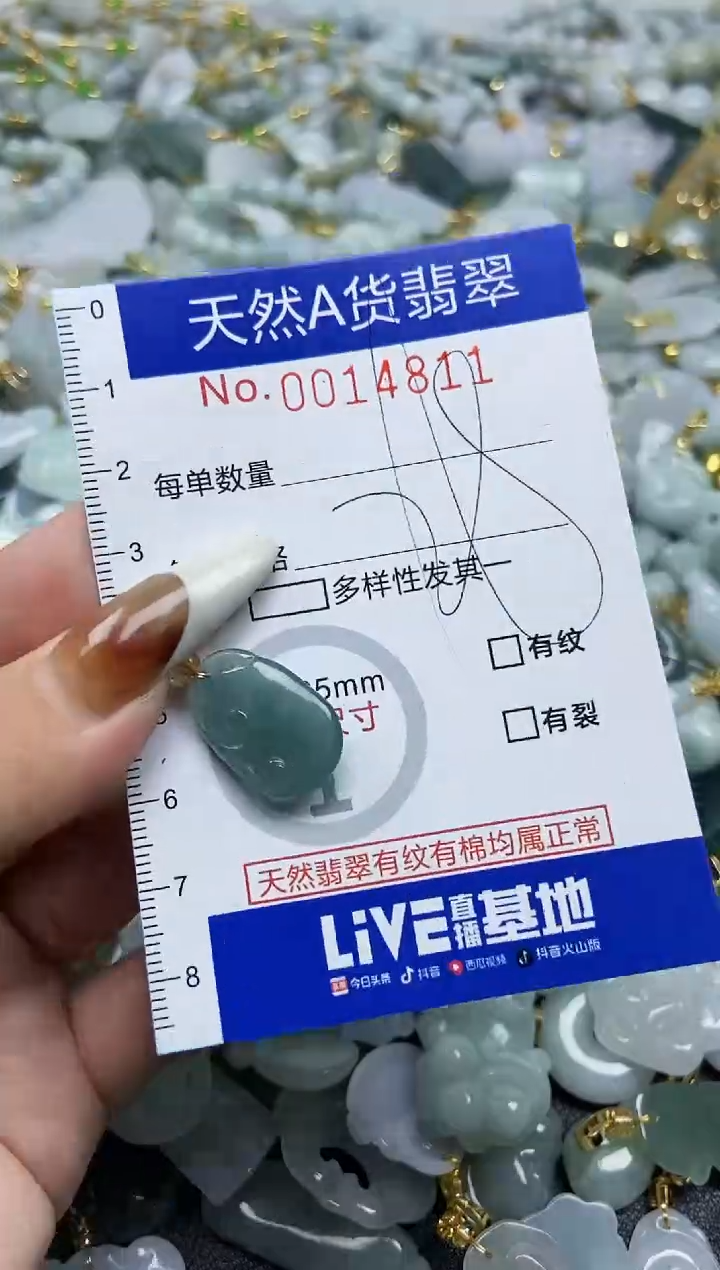 天然A货翡翠
No.0014811
0
1
2
每单数量
3
格
多样性发其一
有纹
5mm
尺寸
有裂
6
天然翡翠有纹有棉均属正常
7
LiVE直播基地
8
今日头条 抖音 西瓜视频 抖音火山版